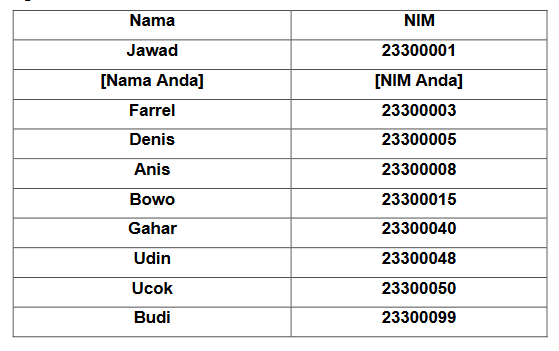 Nama NIM
Jawad 23300001
[Nama Anda] [NIM Anda]
Farrel 23300003
Denis 23300005
Anis 23300008
Bowo 23300015
Gahar 23300040
Udin 23300048
Ucok 23300050
Budi 23300099